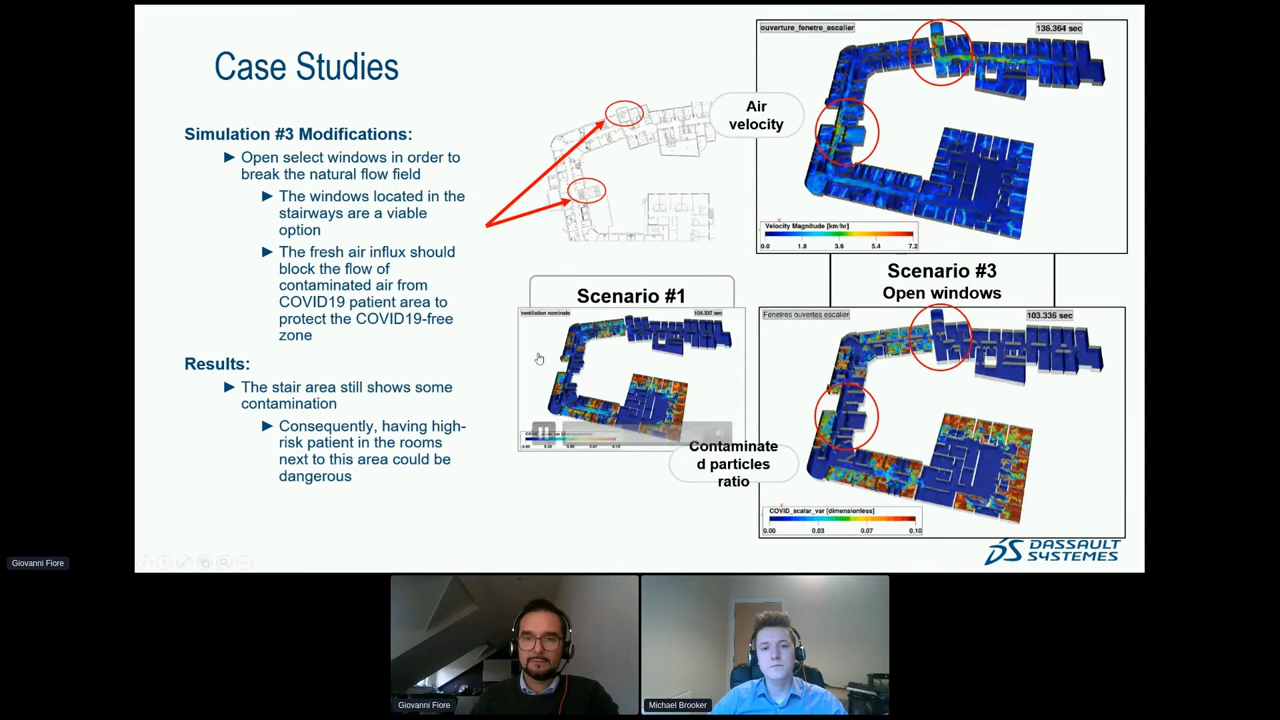 Case Studies
Simulation #3 Modifications:
► Open select windows in order to
break the natural flow field
► The windows located in the
stairways are a viable
option
► The fresh air influx should
block the flow of
contaminated air from
COVID19 patient area to
protect the COVID19-free
zone
Results:
► The stair area still shows some
contamination
► Consequently, having high-
risk patient in the rooms
next to this area could be
dangerous
Air
velocity
ouverture_fenetre_escalier
136.364 sec
Velocity Magnitude [km/hr]
0.0 1.8 3.6 5.4 7.2
Scenario #3
Open windows
Scenario #1
ventilation nominale
104.337 sec
Contaminate
d particles
ratio
Fenetres ouvertes escalier
103.336 sec
COVID_scalar_var [dimensionless]
0.00 0.03 0.07 0.10
DASSAULT
SYSTEMES
Giovanni Fiore
Giovanni Fiore
Michael Brooker